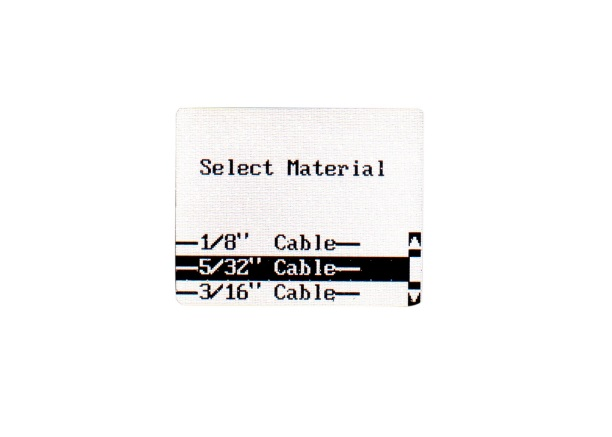 Select Material
1/8" Cable
5/32" Cable
3/16" Cable